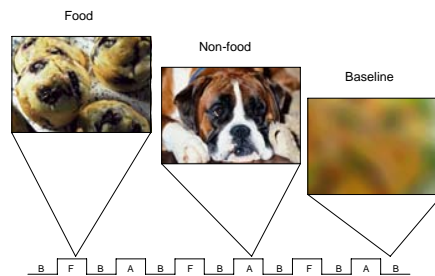 Food
Non-food
Baseline
B F B A B F B A B F B A B